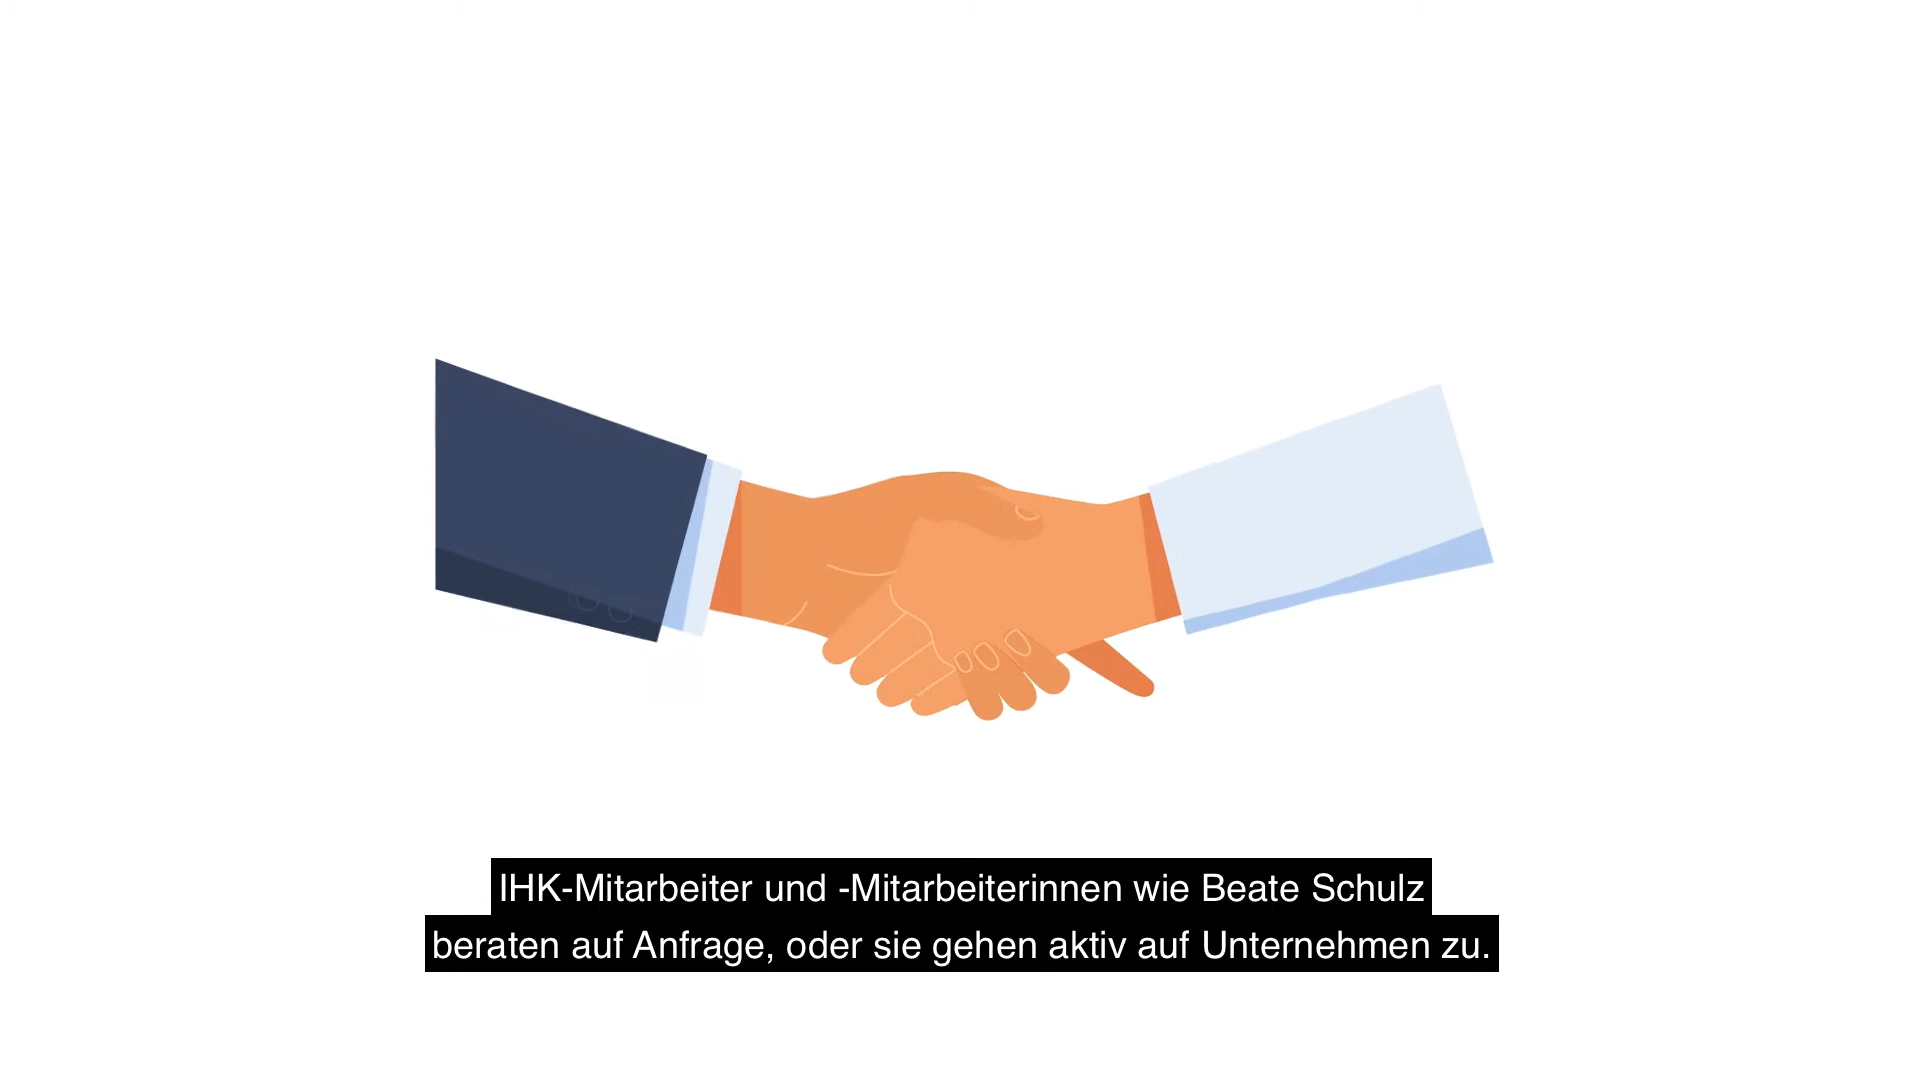 IHK-Mitarbeiter und -Mitarbeiterinnen wie Beate Schulz
beraten auf Anfrage, oder sie gehen aktiv auf Unternehmen zu.